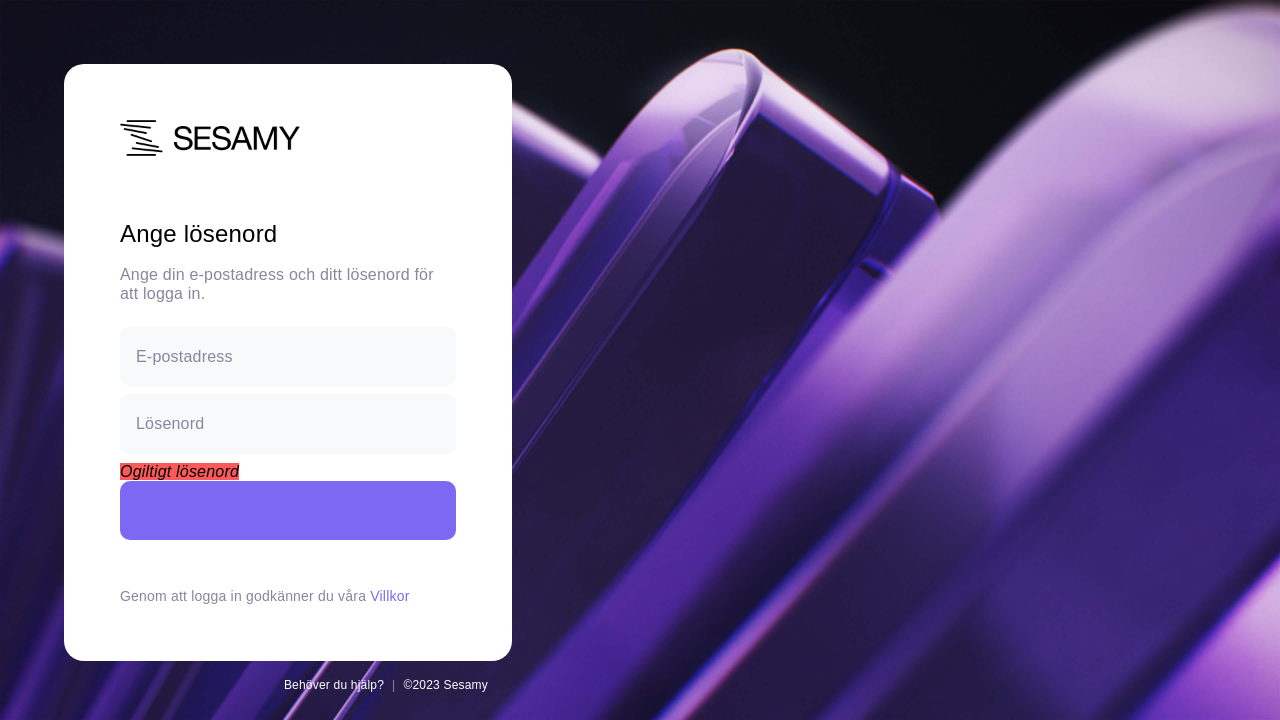 SESAMY
Ange lösenord
Ange din e-postadress och ditt lösenord för
att logga in.
E-postadress
Lösenord
Ogiltigt lösenord
Genom att logga in godkänner du våra Villkor
Behöver du hjälp? | ©2023 Sesamy